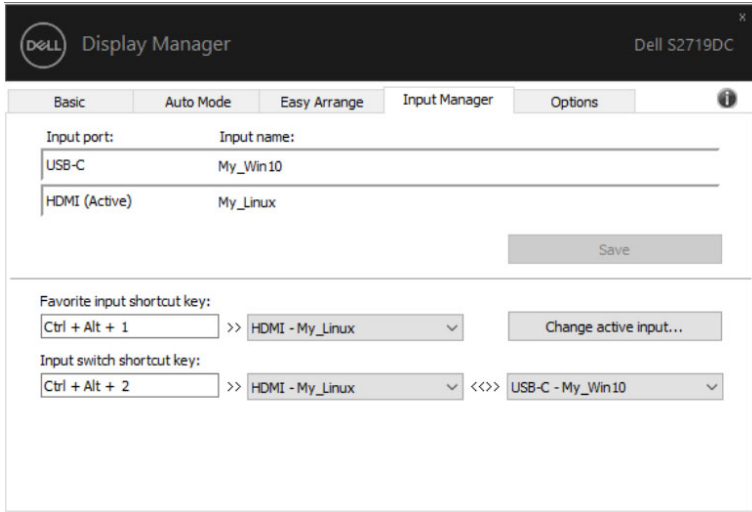 x
DELL Display Manager Dell S2719DC
Basic Auto Mode Easy Arrange Input Manager Options i
Input port: Input name:
USB-C My_Win10
HDMI (Active) My_Linux
Save
Favorite input shortcut key:
Ctrl + Alt + 1 >> HDMI - My_Linux Change active input...
Input switch shortcut key:
Ctrl + Alt + 2 >> HDMI - My_Linux <<>> USB-C - My_Win10